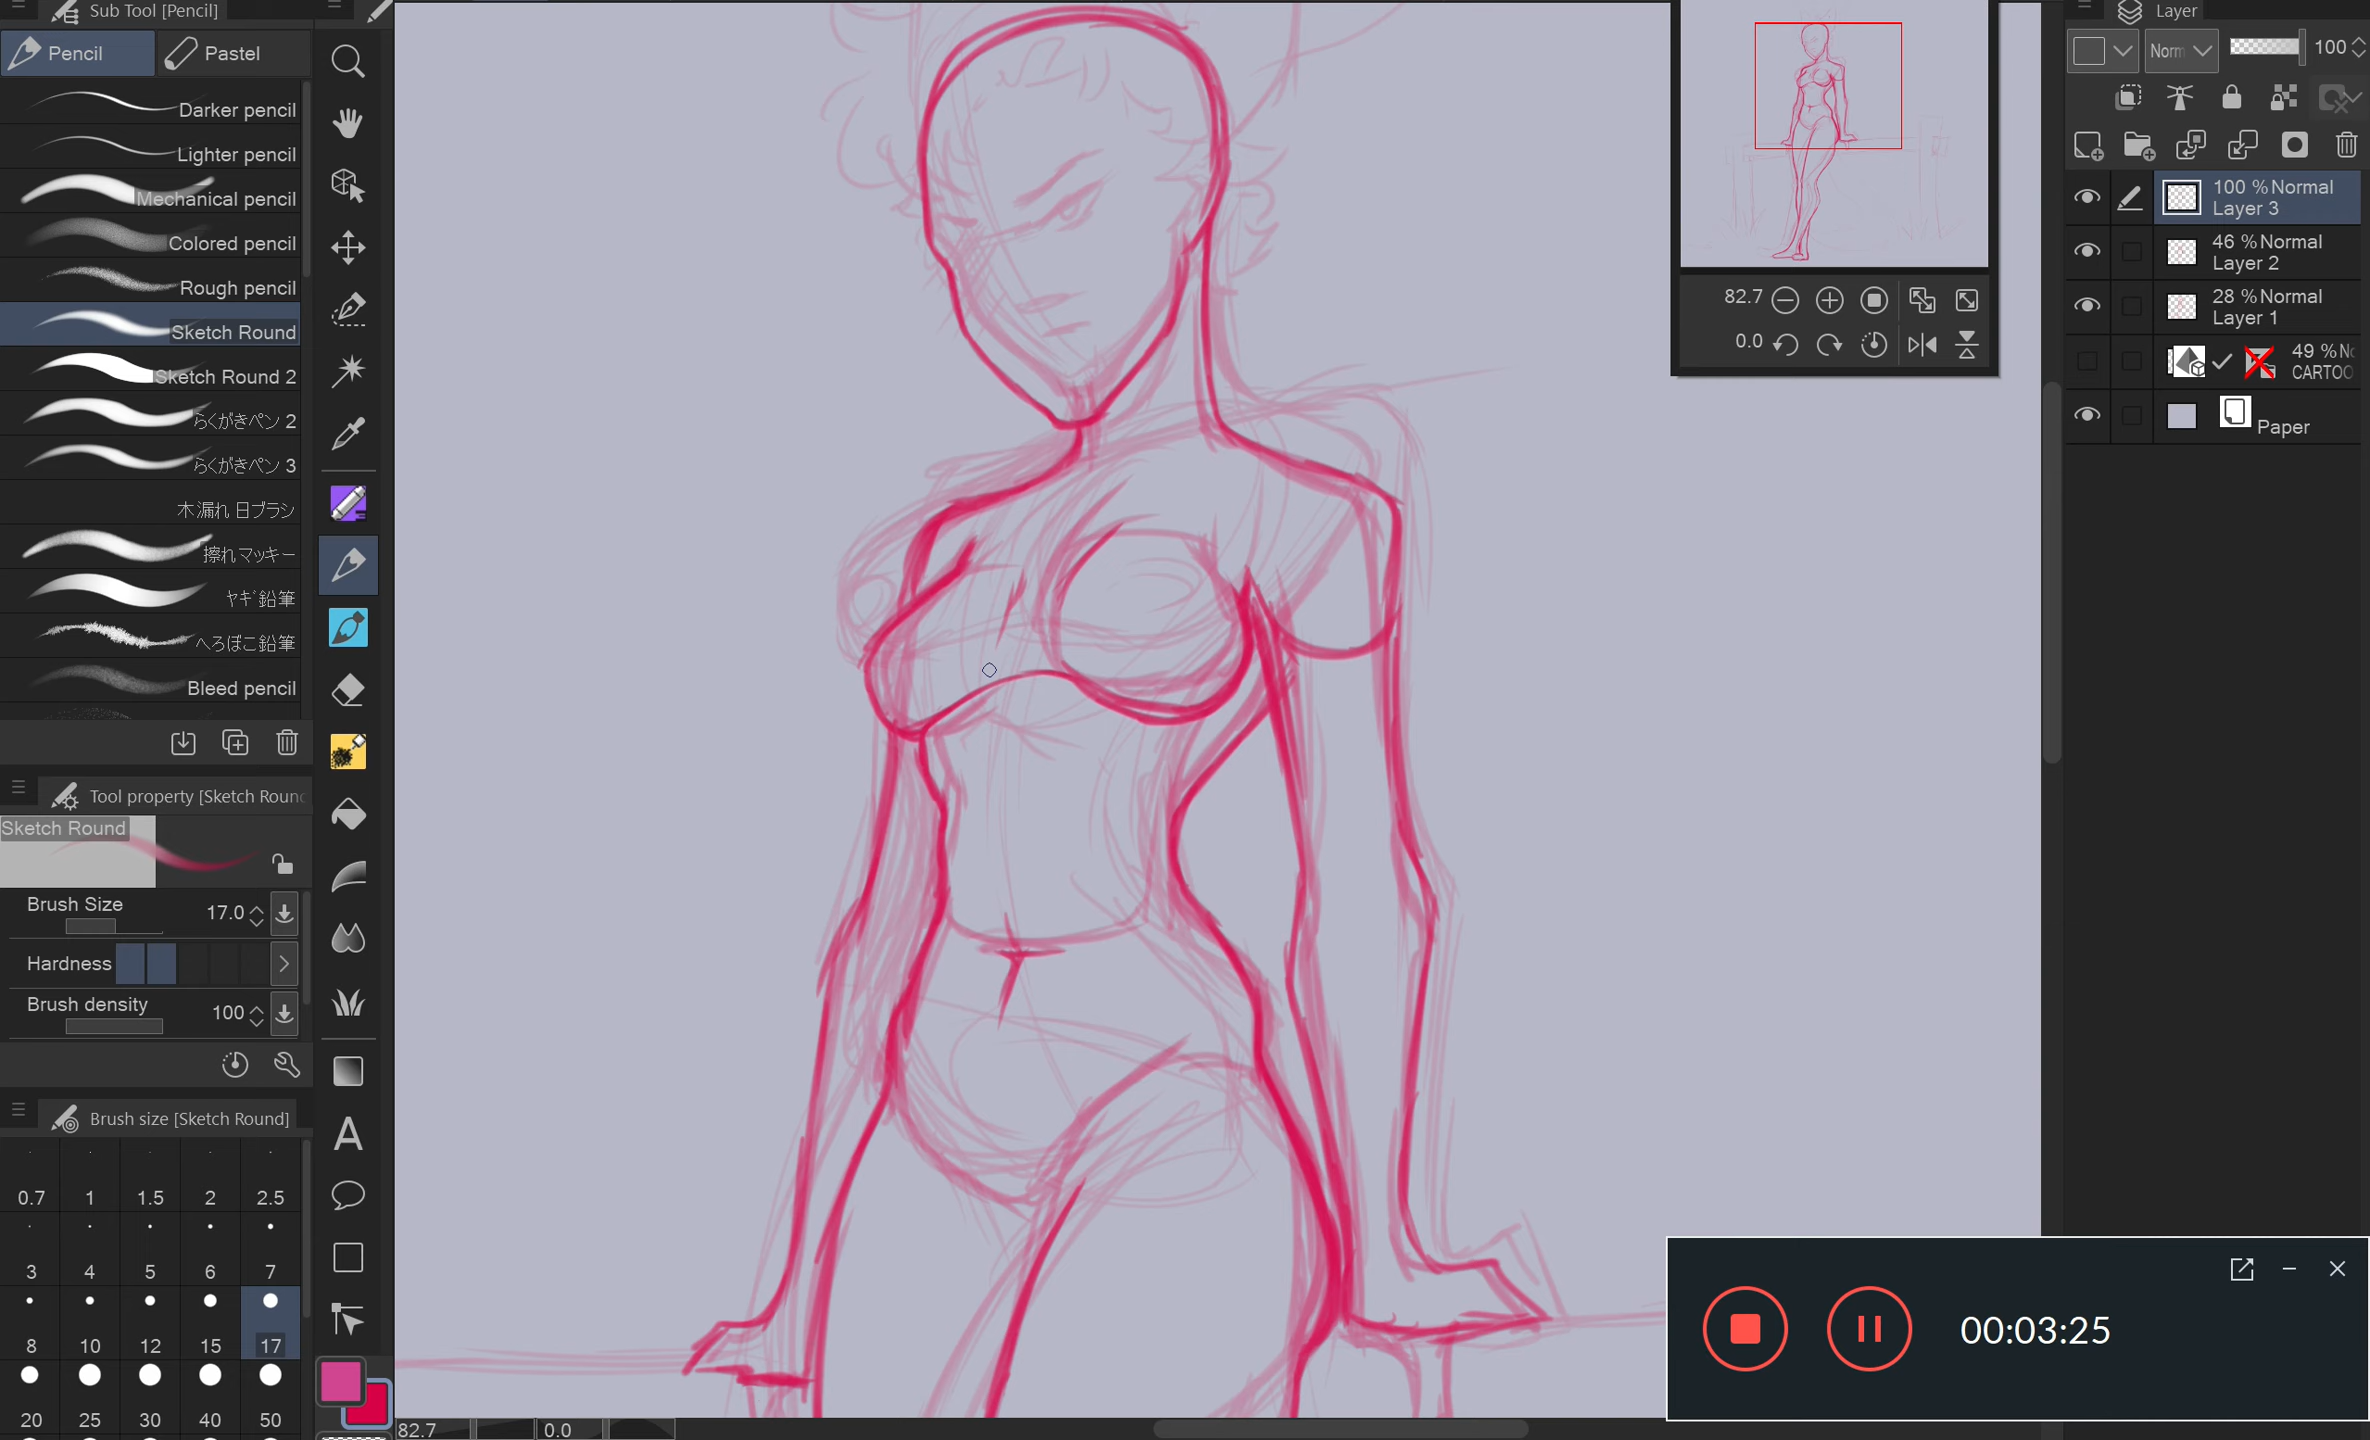 Sub Tool [Pencil]
Pencil
Pastel
Darker pencil
Lighter pencil
Mechanical pencil
Colored pencil
Rough pencil
Sketch Round
Sketch Round 2
らくがきペン 2
らくがきペン 3
木漏れ日ブラシ
擦れマッキー
ヤギ鉛筆
へろぼこ鉛筆
Bleed pencil
Tool property [Sketch Roun
Sketch Round
Brush Size 17.0
Hardness
Brush density 100
Brush size [Sketch Round]
0.7 1 1.5 2 2.5
3 4 5 6 7
8 10 12 15 17
20 25 30 40 50
82.7 0.0
82.7
0.0
Layer
Norm 100
100 % Normal
Layer 3
46 % Normal
Layer 2
28 % Normal
Layer 1
49 % No
CARTOO
Paper
00:03:25